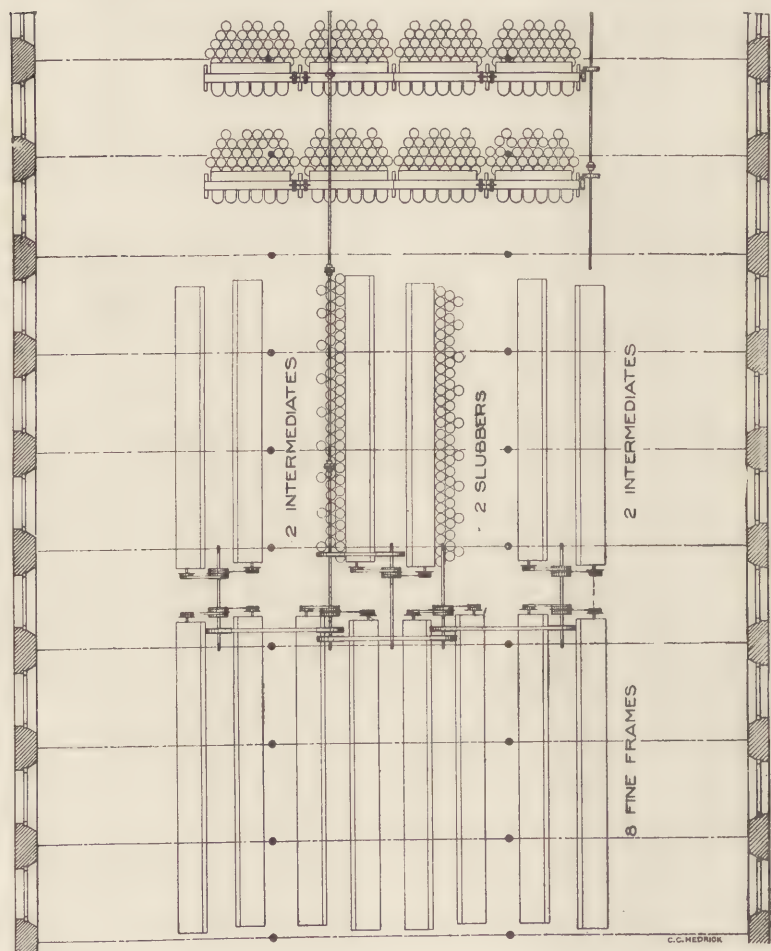 2 INTERMEDIATES
2 SLUBBERS
2 INTERMEDIATES
8 FINE FRAMES
C.G. HEDRICK